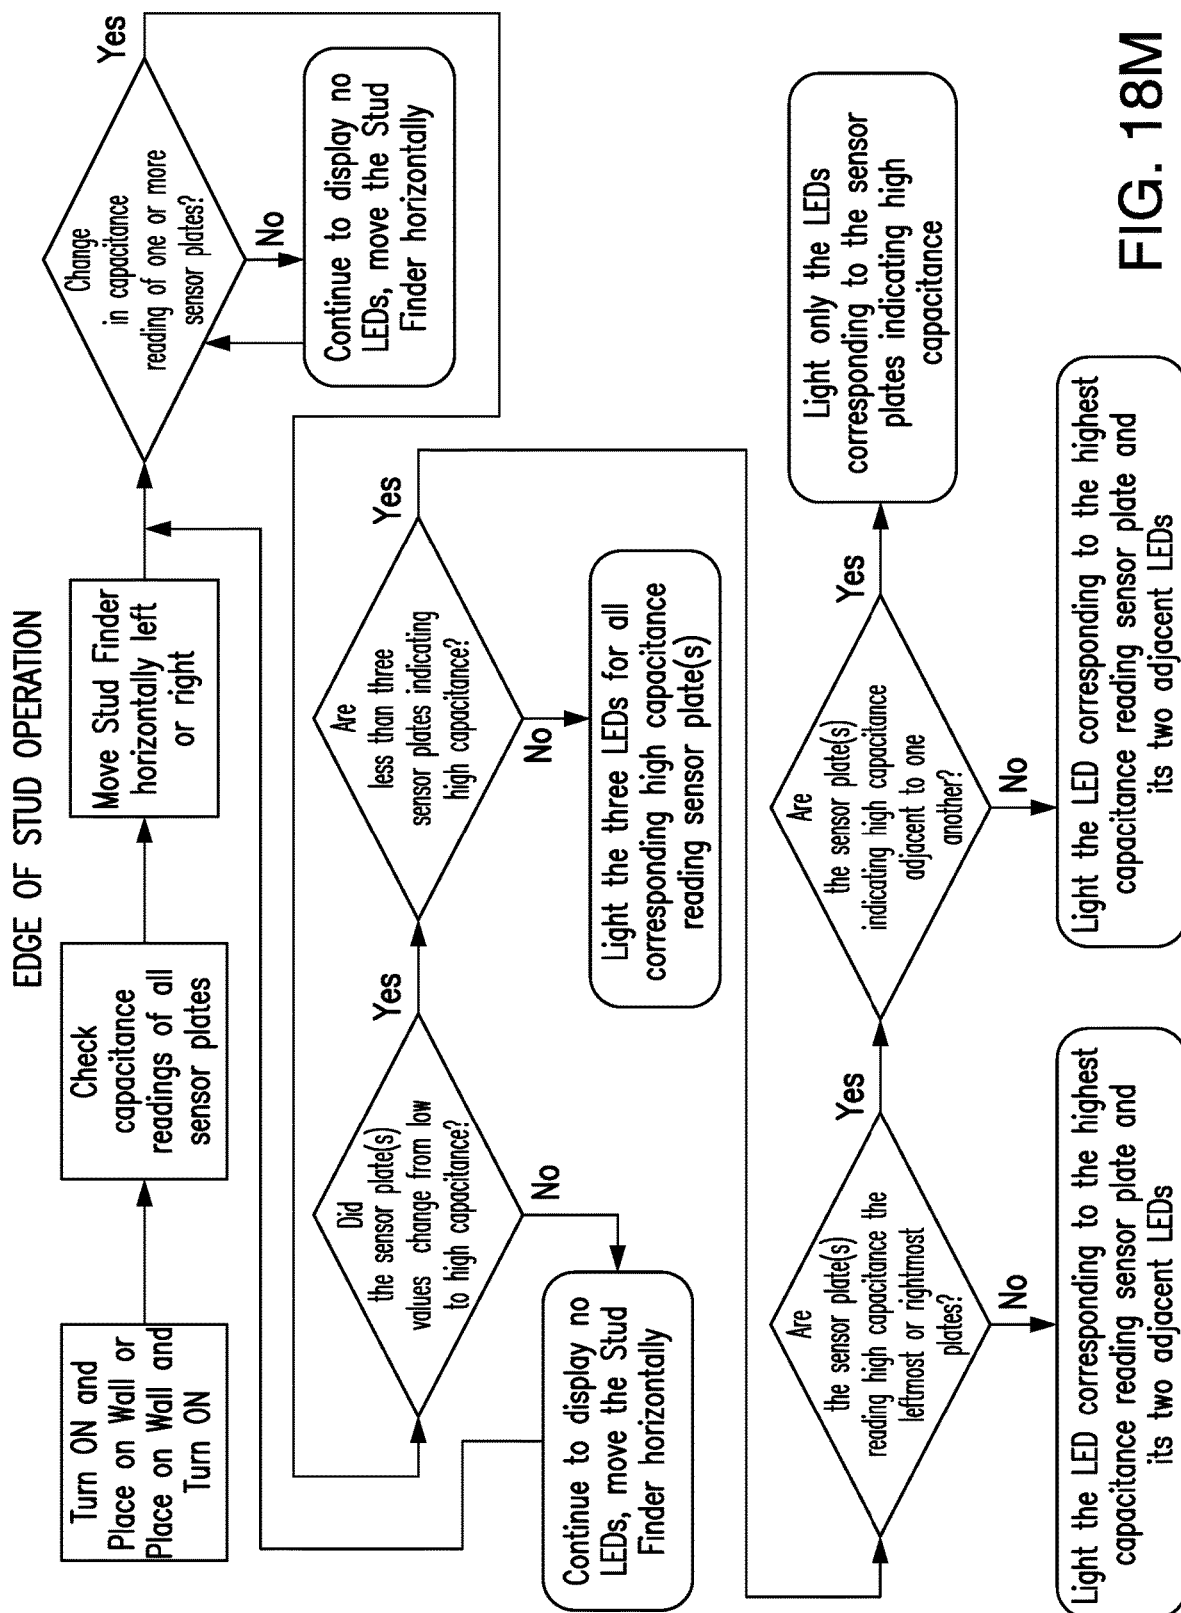 EDGE OF STUD OPERATION
Turn ON and
Place on Wall or
Place on Wall and
Turn ON
Check
capacitance
readings of all
sensor plates
Move Stud Finder
horizontally left
or right
Change
in capacitance
reading of one or more
sensor plates?
Yes
No
Continue to display no
LEDs, move the Stud
Finder horizontally
Did
the sensor plate(s)
values change from low
to high capacitance?
Yes
No
Continue to display no
LEDs, move the Stud
Finder horizontally
Are
less than three
sensor plates indicating
high capacitance?
Yes
No
Light the three LEDs for all
corresponding high capacitance
reading sensor plate(s)
Are
the sensor plate(s)
reading high capacitance the
leftmost or rightmost
plates?
Yes
No
Light the LED corresponding to the highest
capacitance reading sensor plate and
its two adjacent LEDs
Are
the sensor plate(s)
indicating high capacitance
adjacent to one
another?
Yes
No
Light the LED corresponding to the highest
capacitance reading sensor plate and
its two adjacent LEDs
Light only the LEDs
corresponding to the sensor
plates indicating high
capacitance
FIG. 18M